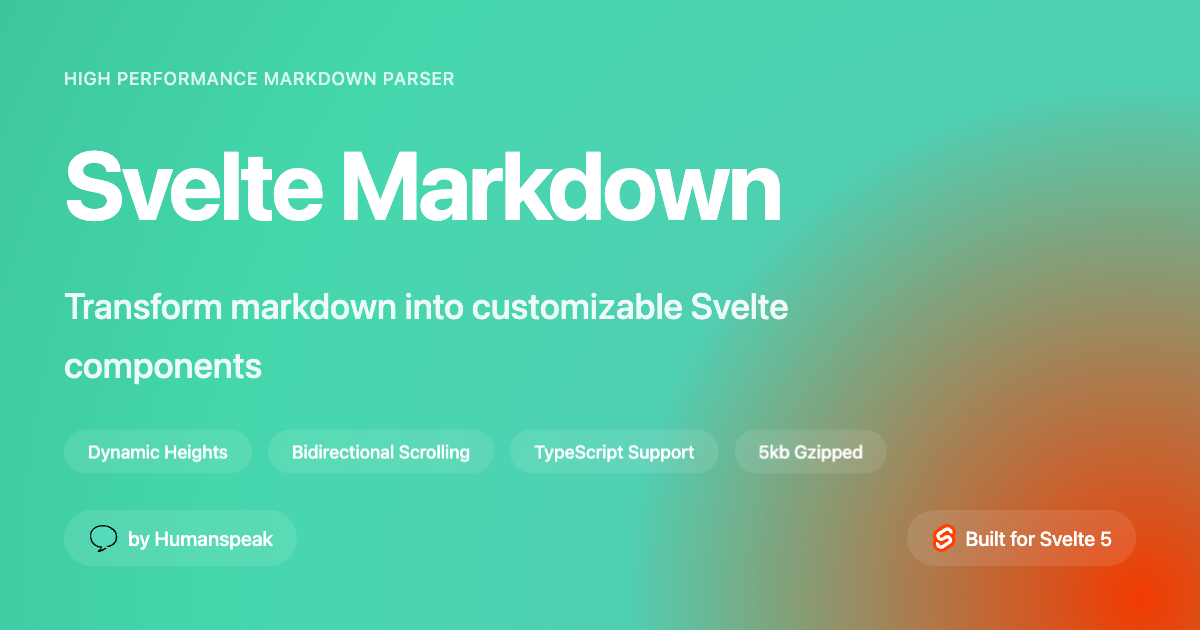 HIGH PERFORMANCE MARKDOWN PARSER
Svelte Markdown
Transform markdown into customizable Svelte
components
Dynamic Heights
Bidirectional Scrolling
TypeScript Support
5kb Gzipped
by Humanspeak
Built for Svelte 5